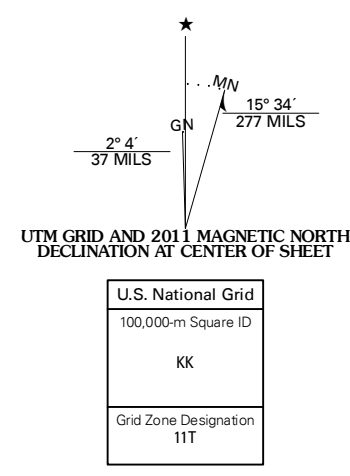 ★
MN
GN
15° 34´
277 MILS
2° 4´
37 MILS
UTM GRID AND 2011 MAGNETIC NORTH
DECLINATION AT CENTER OF SHEET
U.S. National Grid
100,000-m Square ID
KK
Grid Zone Designation
11T